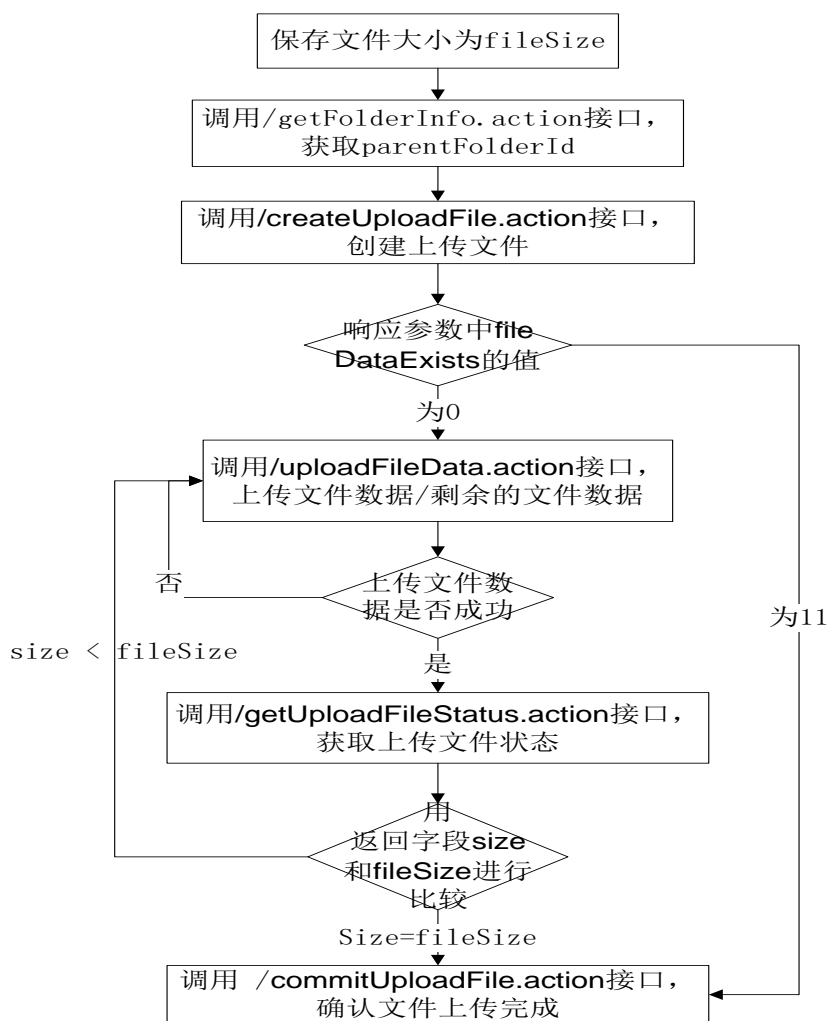 保存文件大小为fileSize
调用/getFolderInfo.action接口，
获取parentFolderId
调用/createUploadFile.action接口，
创建上传文件
响应参数中file
DataExists的值
为0
调用/uploadFileData.action接口，
上传文件数据/剩余的文件数据
否
上传文件数
据是否成功
为11
size < fileSize
是
调用/getUploadFileStatus.action接口，
获取上传文件状态
用
返回字段size
和fileSize进行
比较
Size=fileSize
调用 /commitUploadFile.action接口，
确认文件上传完成